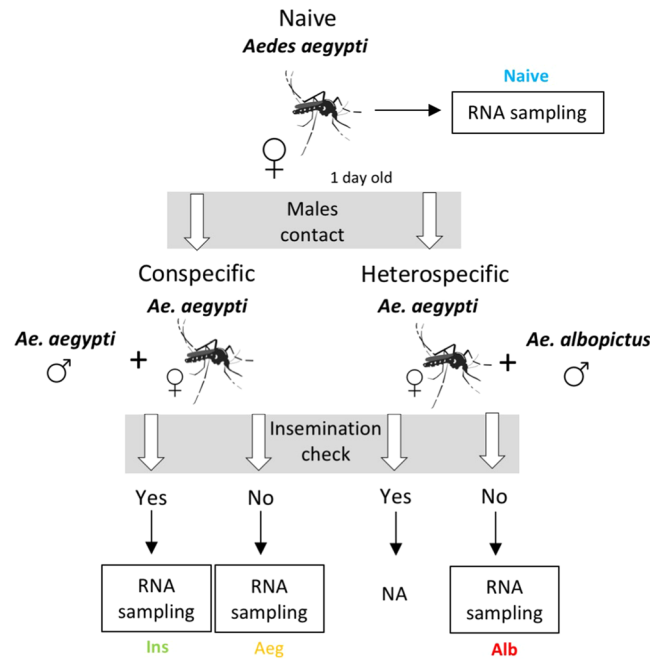 Naive
Aedes aegypti
Naive
RNA sampling
♀
1 day old
Males
contact
Conspecific
Heterospecific
Ae. aegypti
Ae. aegypti
Ae. aegypti
Ae. albopictus
♂ + ♀
♀ + ♂
Insemination
check
Yes
No
Yes
No
RNA
sampling
RNA
sampling
NA
RNA
sampling
Ins
Aeg
Alb